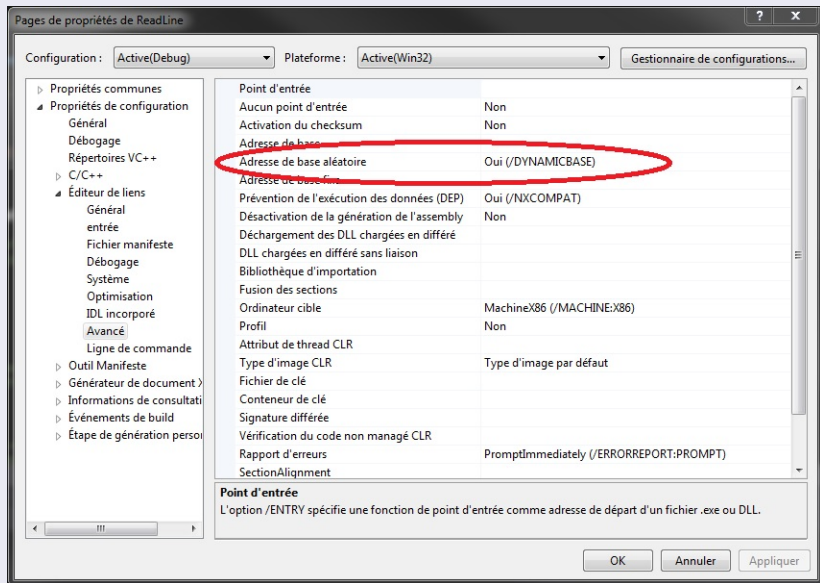 Pages de propriétés de ReadLine
Configuration : Active(Debug) Plateforme : Active(Win32) Gestionnaire de configurations...
Propriétés communes
Propriétés de configuration
Général
Débogage
Répertoires VC++
C/C++
Éditeur de liens
Général
entrée
Fichier manifeste
Débogage
Système
Optimisation
IDL incorporé
Avancé
Ligne de commande
Outil Manifeste
Générateur de document X
Informations de consultati
Événements de build
Étape de génération person
Point d'entrée
Aucun point d'entrée Non
Activation du checksum Non
Adresse de base
Adresse de base aléatoire Oui (/DYNAMICBASE)
Adresse de base fixe
Prévention de l'exécution des données (DEP) Oui (/NXCOMPAT)
Désactivation de la génération de l'assembly Non
Déchargement des DLL chargées en différé
DLL chargées en différé sans liaison
Bibliothèque d'importation
Fusion des sections
Ordinateur cible MachineX86 (/MACHINE:X86)
Profil Non
Attribut de thread CLR
Type d'image CLR Type d'image par défaut
Fichier de clé
Conteneur de clé
Signature différée
Vérification du code non managé CLR
Rapport d'erreurs PromptImmediately (/ERRORREPORT:PROMPT)
SectionAlignment
Point d'entrée
L'option /ENTRY spécifie une fonction de point d'entrée comme adresse de départ d'un fichier .exe ou DLL.
OK Annuler Appliquer